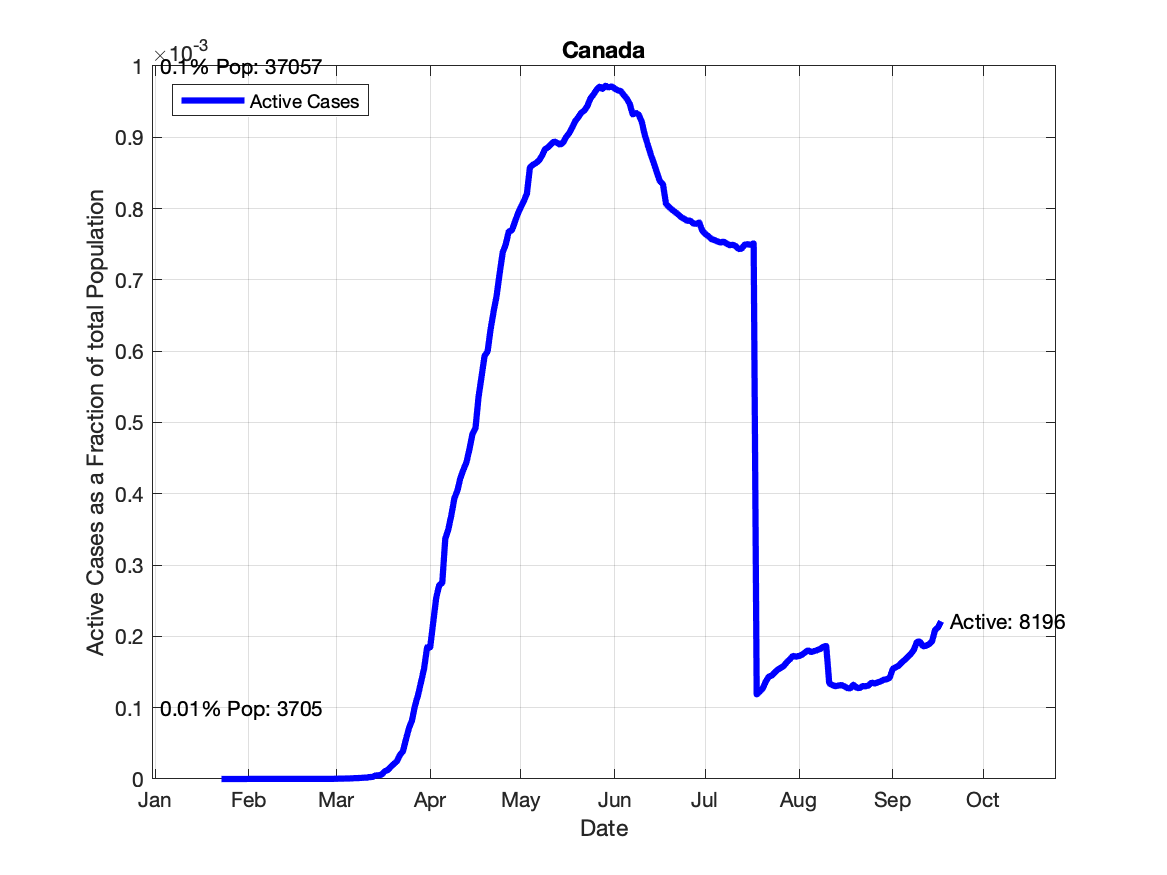 Canada
×10-3
0.1% Pop: 37057
Active Cases
1
0.9
0.8
0.7
0.6
0.5
0.4
0.3
0.2
0.1
0
Active Cases as a Fraction of total Population
Active: 8196
0.01% Pop: 3705
Jan Feb Mar Apr May Jun Jul Aug Sep Oct
Date